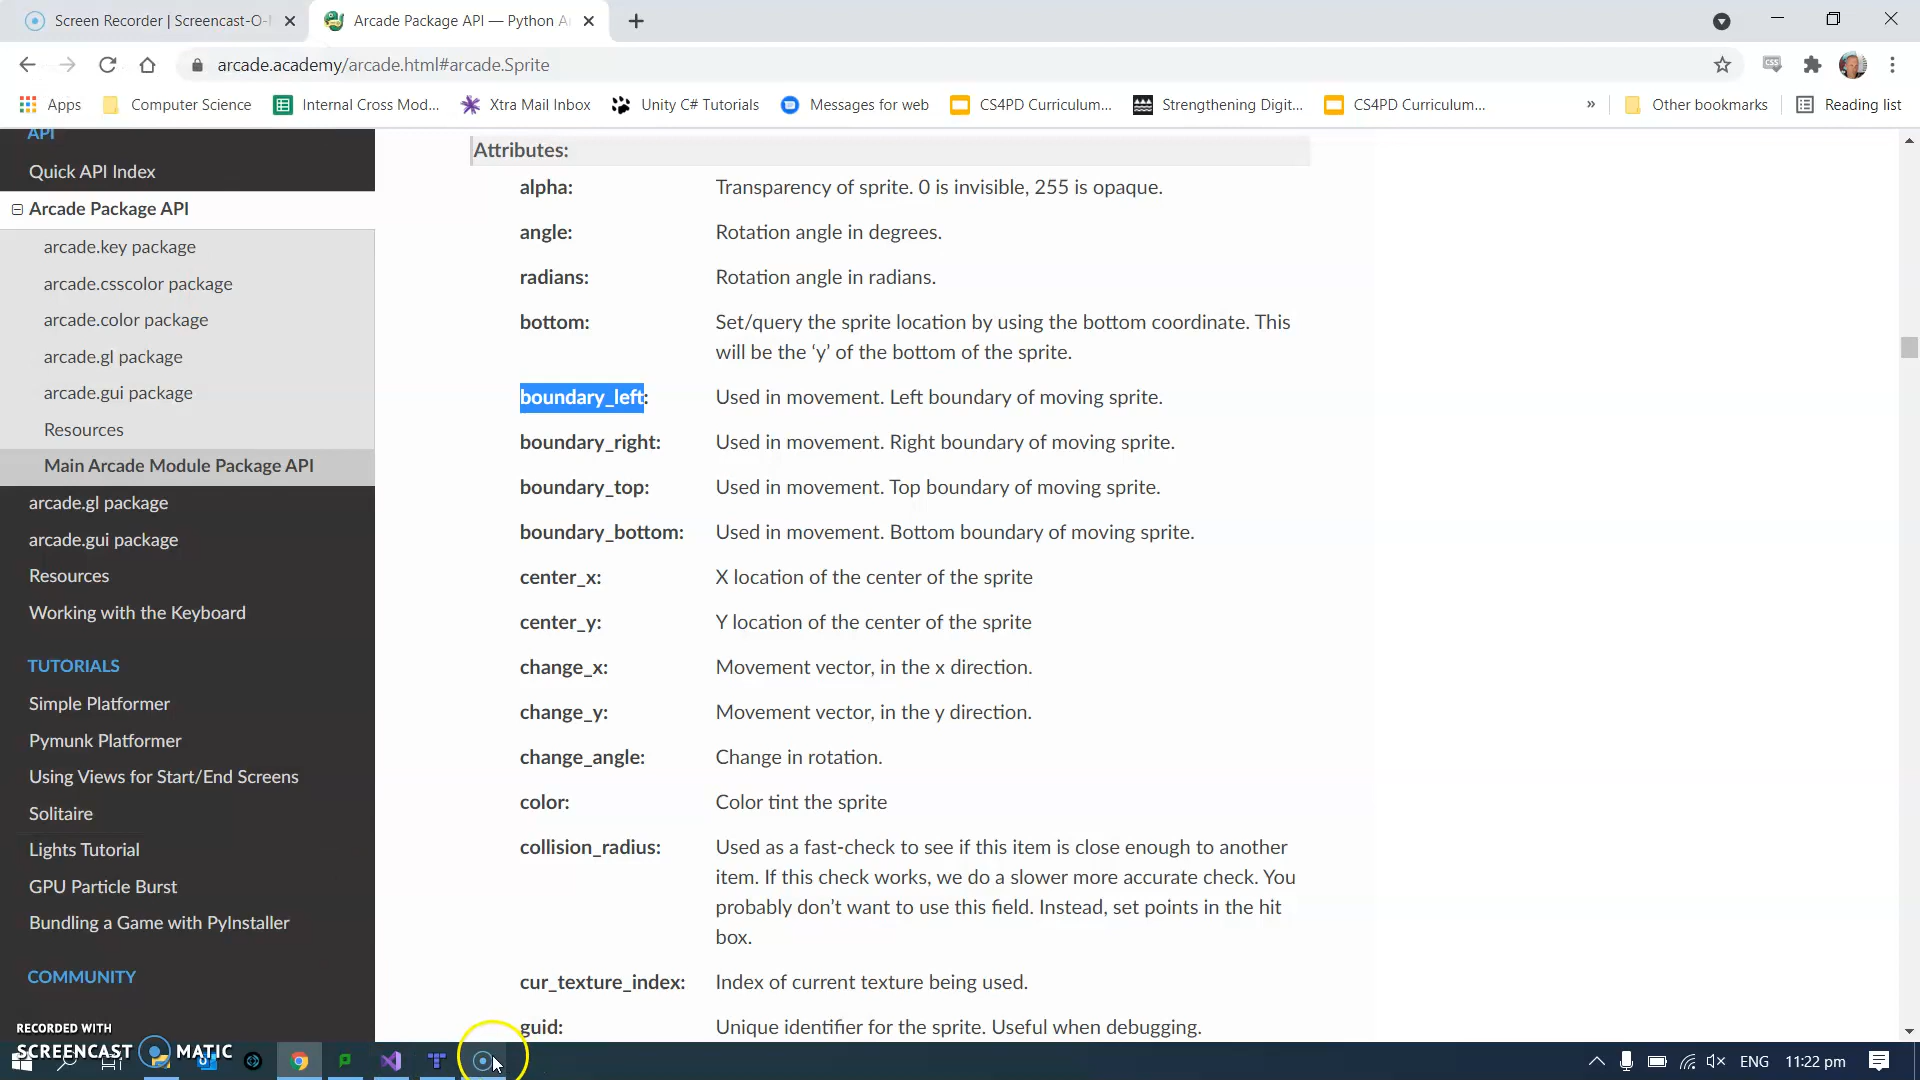 Screen Recorder | Screencast-O-
Arcade Package API — Python A
arcade.academy/arcade.html#arcade.Sprite
Apps
Computer Science
Internal Cross Mod...
Xtra Mail Inbox
Unity C# Tutorials
Messages for web
CS4PD Curriculum...
Strengthening Digit...
CS4PD Curriculum...
»
Other bookmarks
Reading list
API
Quick API Index
Arcade Package API
arcade.key package
arcade.csscolor package
arcade.color package
arcade.gl package
arcade.gui package
Resources
Main Arcade Module Package API
arcade.gl package
arcade.gui package
Resources
Working with the Keyboard
TUTORIALS
Simple Platformer
Pymunk Platformer
Using Views for Start/End Screens
Solitaire
Lights Tutorial
GPU Particle Burst
Bundling a Game with PyInstaller
COMMUNITY
Attributes:
alpha: Transparency of sprite. 0 is invisible, 255 is opaque.
angle: Rotation angle in degrees.
radians: Rotation angle in radians.
bottom: Set/query the sprite location by using the bottom coordinate. This
will be the ‘y’ of the bottom of the sprite.
boundary_left: Used in movement. Left boundary of moving sprite.
boundary_right: Used in movement. Right boundary of moving sprite.
boundary_top: Used in movement. Top boundary of moving sprite.
boundary_bottom: Used in movement. Bottom boundary of moving sprite.
center_x: X location of the center of the sprite
center_y: Y location of the center of the sprite
change_x: Movement vector, in the x direction.
change_y: Movement vector, in the y direction.
change_angle: Change in rotation.
color: Color tint the sprite
collision_radius: Used as a fast-check to see if this item is close enough to another
item. If this check works, we do a slower more accurate check. You
probably don’t want to use this field. Instead, set points in the hit
box.
cur_texture_index: Index of current texture being used.
guid: Unique identifier for the sprite. Useful when debugging.
RECORDED WITH
SCREENCAST MATIC
ENG
11:22 pm